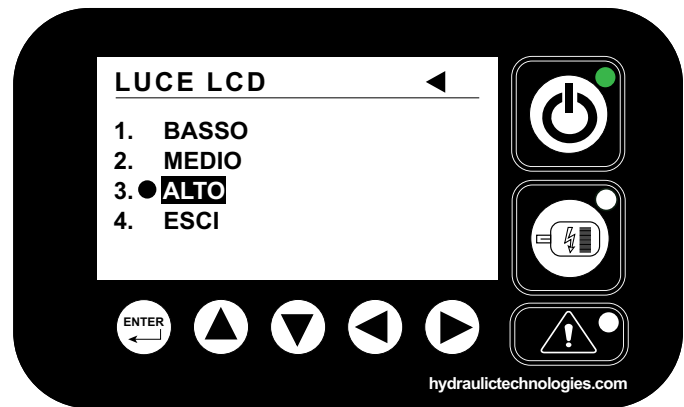 LUCE LCD
1. BASSO
2. MEDIO
3. ALTO
4. ESCI
ENTER
hydraulictechnologies.com